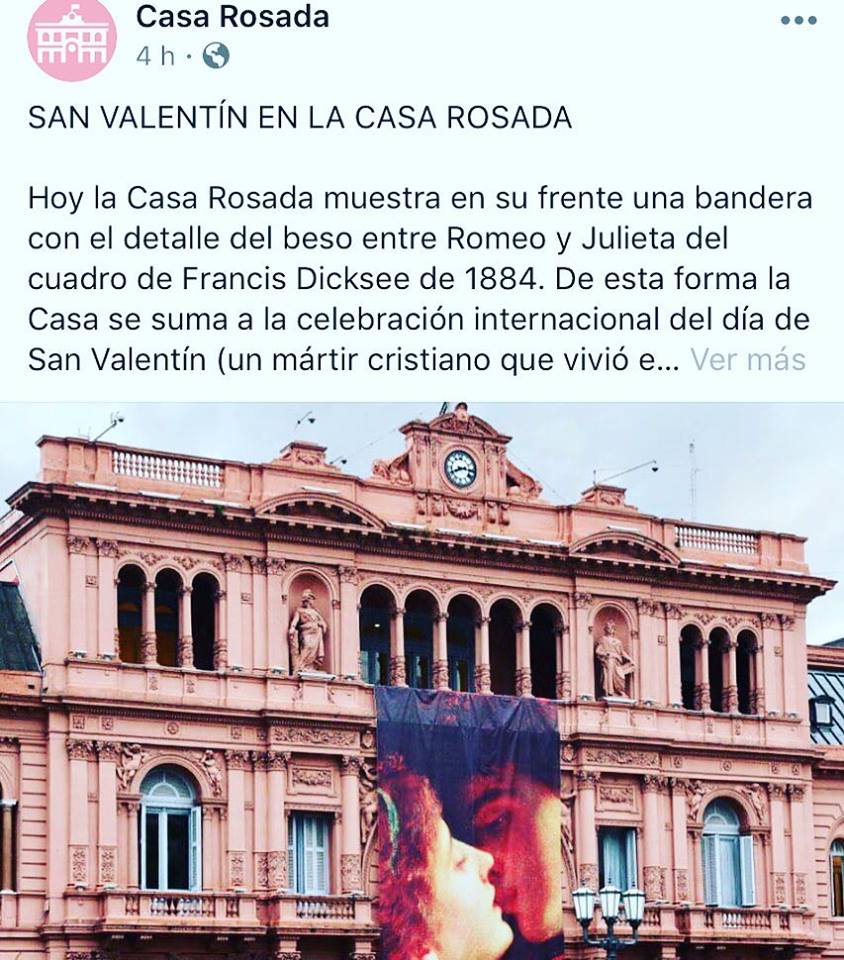 Casa Rosada
4 h ·
SAN VALENTÍN EN LA CASA ROSADA
Hoy la Casa Rosada muestra en su frente una bandera
con el detalle del beso entre Romeo y Julieta del
cuadro de Francis Dicksee de 1884. De esta forma la
Casa se suma a la celebración internacional del día de
San Valentín (un mártir cristiano que vivió e... Ver más